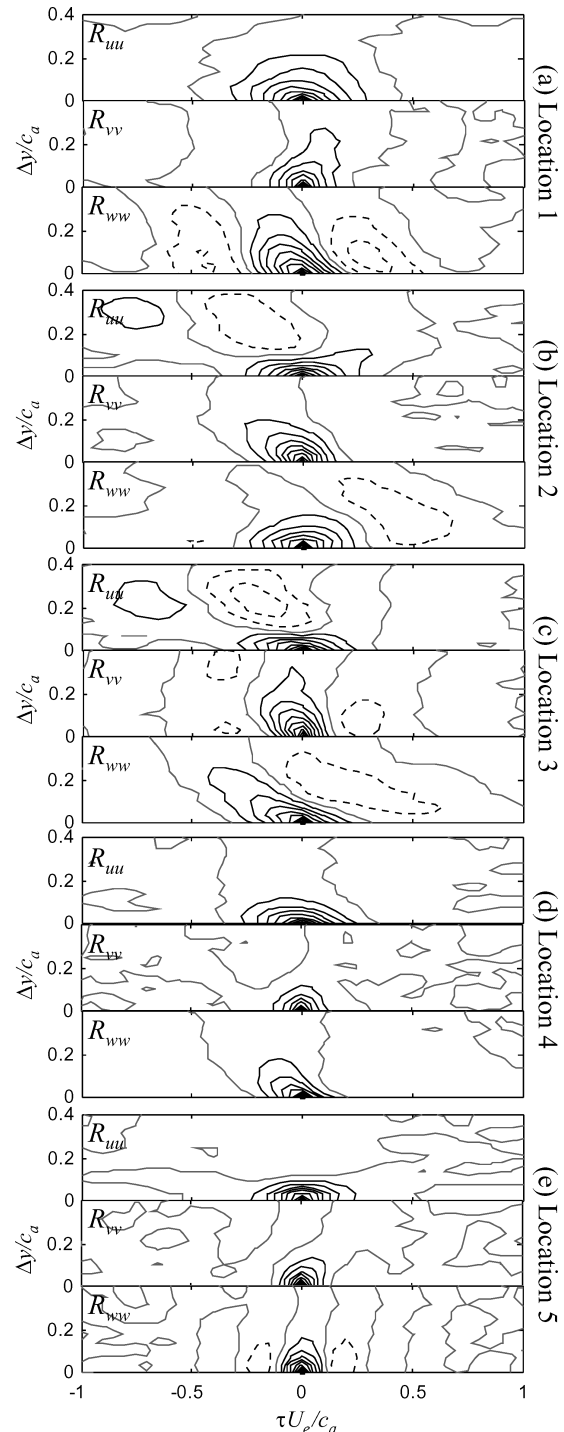 0.4
R_uu
0
R_vv
0.2
Δy/c_a
0
R_ww
0.2
0
(a) Location 1
0.4
R_uu
0.2
0
R_vv
0.2
Δy/c_a
0
R_ww
0.2
0
(b) Location 2
0.4
R_uu
0.2
0
R_vv
0.2
Δy/c_a
0
R_ww
0.2
0
(c) Location 3
0.4
R_uu
0.2
0
R_vv
0.2
Δy/c_a
0
R_ww
0.2
0
(d) Location 4
0.4
R_uu
0.2
0
R_vv
0.2
Δy/c_a
0
R_ww
0.2
0
(e) Location 5
-1 -0.5 0 0.5 1
τU_e/c_a